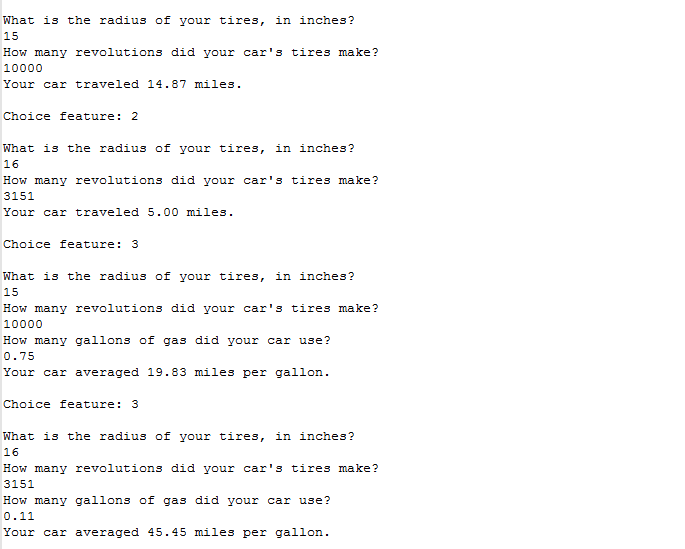 What is the radius of your tires, in inches?
15
How many revolutions did your car's tires make?
10000
Your car traveled 14.87 miles.
Choice feature: 2
What is the radius of your tires, in inches?
16
How many revolutions did your car's tires make?
3151
Your car traveled 5.00 miles.
Choice feature: 3
What is the radius of your tires, in inches?
15
How many revolutions did your car's tires make?
10000
How many gallons of gas did your car use?
0.75
Your car averaged 19.83 miles per gallon.
Choice feature: 3
What is the radius of your tires, in inches?
16
How many revolutions did your car's tires make?
3151
How many gallons of gas did your car use?
0.11
Your car averaged 45.45 miles per gallon.